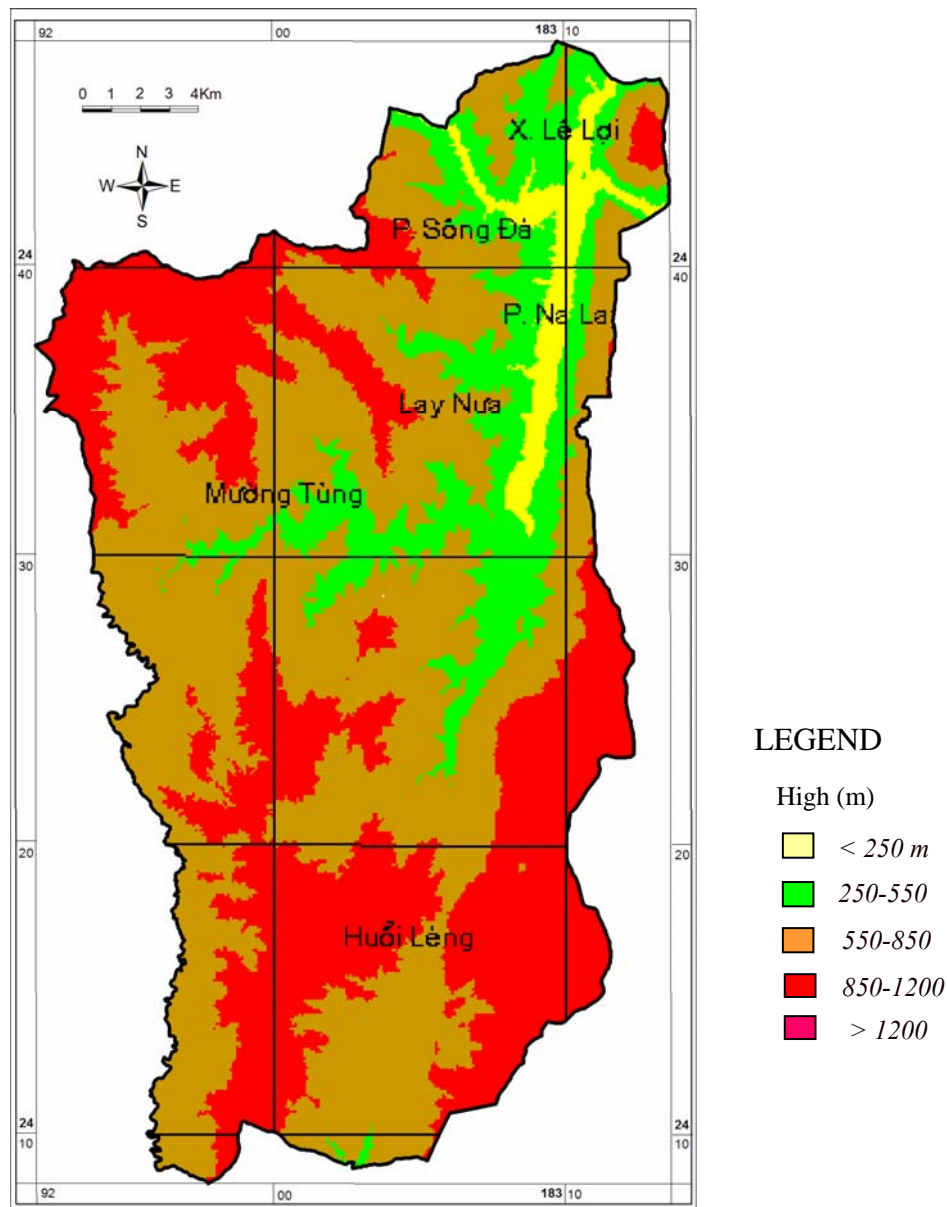 92 00 183 10
0 1 2 3 4Km
N
W E
S
X. Lê Lợi
P. Sông Đà
24 24
40 40
P. Na La
Lay Nưa
Mường Tùng
30 30
LEGEND
High (m)
< 250 m
20 20
250-550
Huổi Lèng
550-850
850-1200
> 1200
24 24
10 10
92 00 183 10